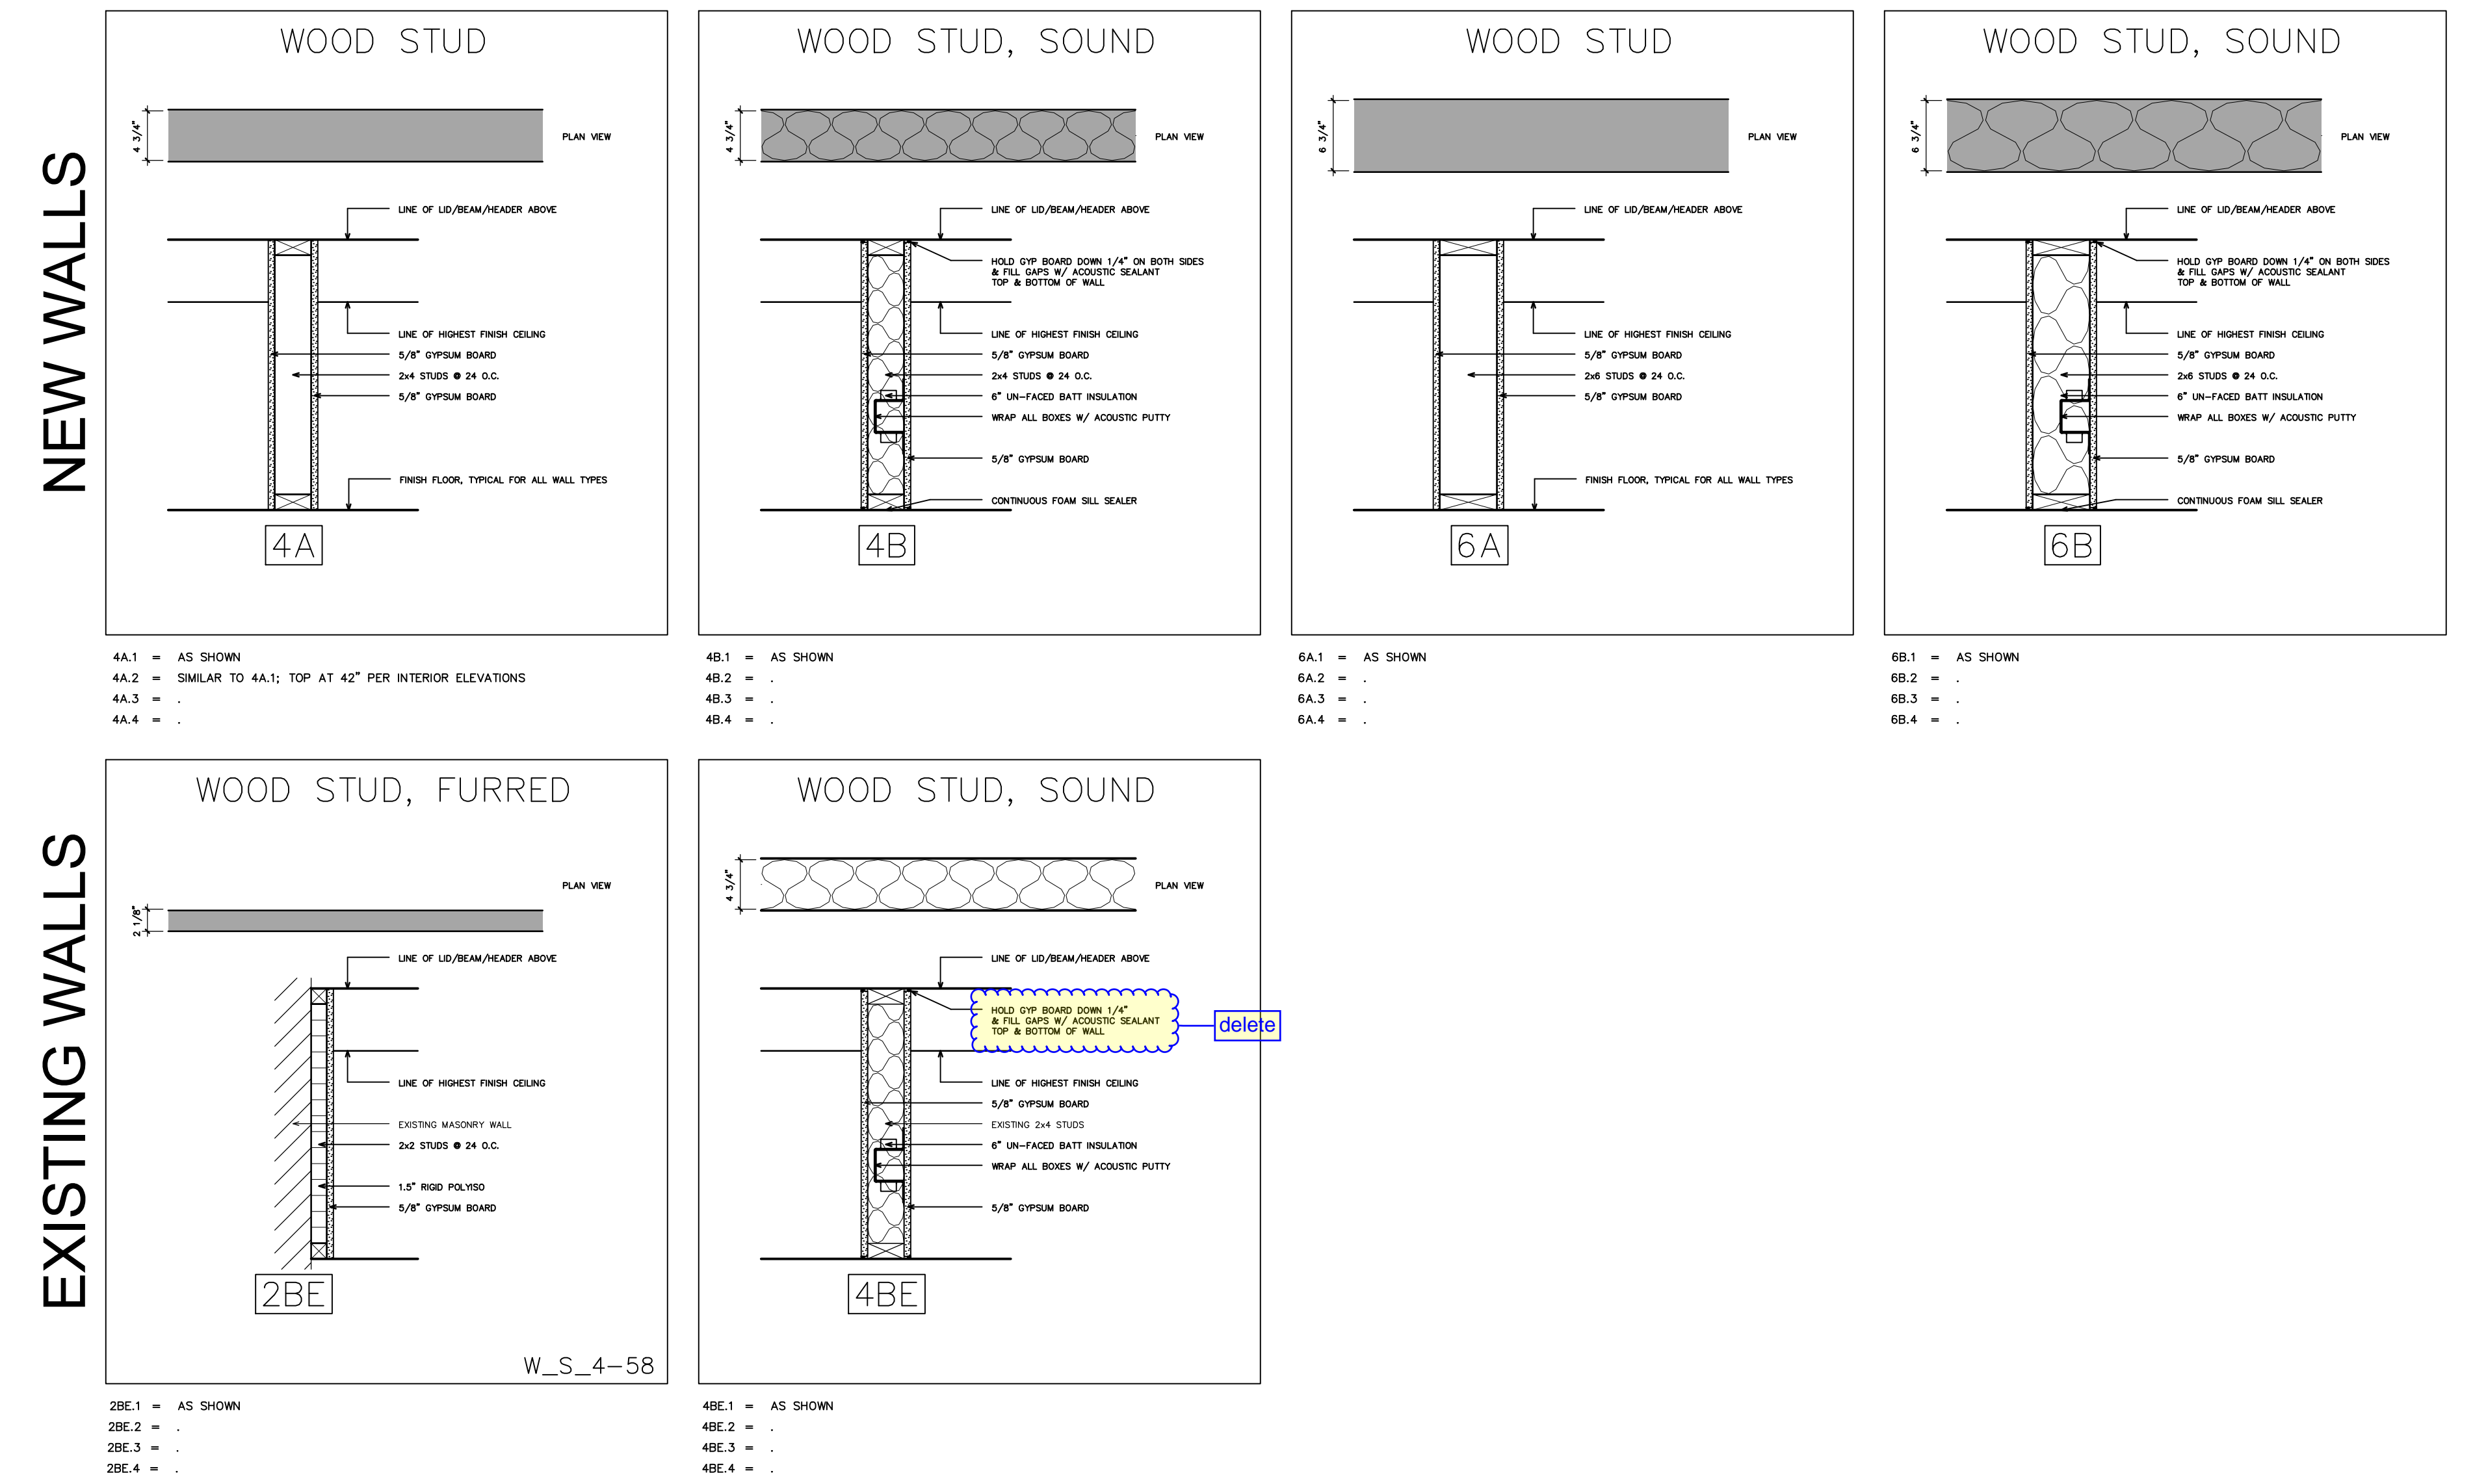 NEW WALLS
WOOD STUD
4 3/4"
PLAN VIEW
LINE OF LID/BEAM/HEADER ABOVE
LINE OF HIGHEST FINISH CEILING
5/8" GYPSUM BOARD
2x4 STUDS @ 24 O.C.
5/8" GYPSUM BOARD
FINISH FLOOR, TYPICAL FOR ALL WALL TYPES
4A
4A.1 = AS SHOWN
4A.2 = SIMILAR TO 4A.1; TOP AT 42" PER INTERIOR ELEVATIONS
4A.3 = .
4A.4 = .
WOOD STUD, SOUND
4 3/4"
PLAN VIEW
LINE OF LID/BEAM/HEADER ABOVE
HOLD GYP BOARD DOWN 1/4" ON BOTH SIDES
& FILL GAPS W/ ACOUSTIC SEALANT
TOP & BOTTOM OF WALL
LINE OF HIGHEST FINISH CEILING
5/8" GYPSUM BOARD
2x4 STUDS @ 24 O.C.
6" UN-FACED BATT INSULATION
WRAP ALL BOXES W/ ACOUSTIC PUTTY
5/8" GYPSUM BOARD
CONTINUOUS FOAM SILL SEALER
4B
4B.1 = AS SHOWN
4B.2 = .
4B.3 = .
4B.4 = .
WOOD STUD
6 3/4"
PLAN VIEW
LINE OF LID/BEAM/HEADER ABOVE
LINE OF HIGHEST FINISH CEILING
5/8" GYPSUM BOARD
2x6 STUDS @ 24 O.C.
5/8" GYPSUM BOARD
FINISH FLOOR, TYPICAL FOR ALL WALL TYPES
6A
6A.1 = AS SHOWN
6A.2 = .
6A.3 = .
6A.4 = .
WOOD STUD, SOUND
6 3/4"
PLAN VIEW
LINE OF LID/BEAM/HEADER ABOVE
HOLD GYP BOARD DOWN 1/4" ON BOTH SIDES
& FILL GAPS W/ ACOUSTIC SEALANT
TOP & BOTTOM OF WALL
LINE OF HIGHEST FINISH CEILING
5/8" GYPSUM BOARD
2x6 STUDS @ 24 O.C.
6" UN-FACED BATT INSULATION
WRAP ALL BOXES W/ ACOUSTIC PUTTY
5/8" GYPSUM BOARD
CONTINUOUS FOAM SILL SEALER
6B
6B.1 = AS SHOWN
6B.2 = .
6B.3 = .
6B.4 = .
EXISTING WALLS
WOOD STUD, FURRED
2 1/8"
PLAN VIEW
LINE OF LID/BEAM/HEADER ABOVE
LINE OF HIGHEST FINISH CEILING
EXISTING MASONRY WALL
2x2 STUDS @ 24 O.C.
1.5" RIGID POLYISO
5/8" GYPSUM BOARD
2BE
W_S_4-58
2BE.1 = AS SHOWN
2BE.2 = .
2BE.3 = .
2BE.4 = .
WOOD STUD, SOUND
4 3/4"
PLAN VIEW
LINE OF LID/BEAM/HEADER ABOVE
HOLD GYP BOARD DOWN 1/4"
& FILL GAPS W/ ACOUSTIC SEALANT
TOP & BOTTOM OF WALL
delete
LINE OF HIGHEST FINISH CEILING
5/8" GYPSUM BOARD
EXISTING 2x4 STUDS
6" UN-FACED BATT INSULATION
WRAP ALL BOXES W/ ACOUSTIC PUTTY
5/8" GYPSUM BOARD
4BE
4BE.1 = AS SHOWN
4BE.2 = .
4BE.3 = .
4BE.4 = .